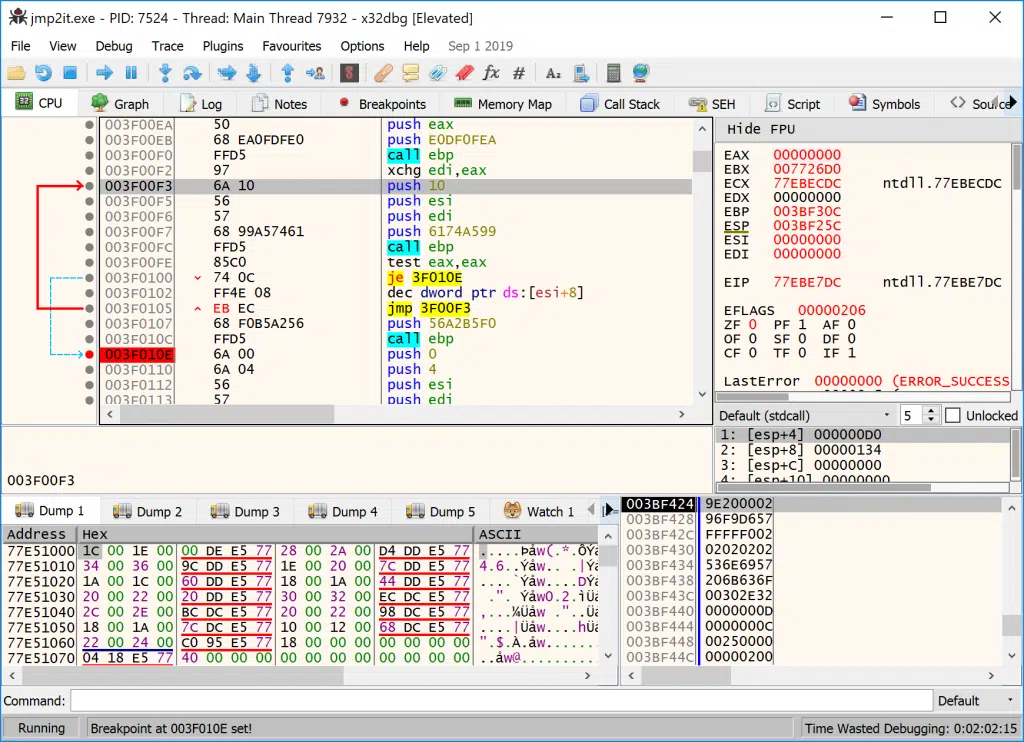 jmp2it.exe - PID: 7524 - Thread: Main Thread 7932 - x32dbg [Elevated]
File View Debug Trace Plugins Favourites Options Help Sep 1 2019
CPU Graph Log Notes Breakpoints Memory Map Call Stack SEH Script Symbols Source
003F00EA 50 push eax
003F00EB 68 EA0FDFE0 push E0DF0FEA
003F00F0 FFD5 call ebp
003F00F2 97 xchg edi,eax
003F00F3 6A 10 push 10
003F00F5 56 push esi
003F00F6 57 push edi
003F00F7 68 99A57461 push 6174A599
003F00FC FFD5 call ebp
003F00FE 85C0 test eax,eax
003F0100 74 0C je 3F010E
003F0102 FF4E 08 dec dword ptr ds:[esi+8]
003F0105 EB EC jmp 3F00F3
003F0107 68 F0B5A256 push 56A2B5F0
003F010C FFD5 call ebp
003F010E 6A 00 push 0
003F0110 6A 04 push 4
003F0112 56 push esi
003F0113 57 push edi
003F00F3
Hide FPU
EAX 00000000
EBX 007726D0
ECX 77EBECDC ntdll.77EBECDC
EDX 00000000
EBP 003BF30C
ESP 003BF25C
ESI 00000000
EDI 00000000
EIP 77EBE7DC ntdll.77EBE7DC
EFLAGS 00000206
ZF 0 PF 1 AF 0
OF 0 SF 0 DF 0
CF 0 TF 0 IF 1
LastError 00000000 (ERROR_SUCCESS
Default (stdcall) 5 Unlocked
1: [esp+4] 000000D0
2: [esp+8] 00000134
3: [esp+C] 00000000
4: [esp+10] 00000000
Dump 1 Dump 2 Dump 3 Dump 4 Dump 5 Watch 1
Address Hex ASCII
77E51000 1C 00 1E 00 00 DE E5 77 28 00 2A 00 D4 DD E5 77 .....Þåw(.*.ÔÝå
77E51010 34 00 36 00 9C DD E5 77 1E 00 20 00 7C DD E5 77 4.6..Ýåw.. .|Ýå
77E51020 1A 00 1C 00 60 DD E5 77 18 00 1A 00 44 DD E5 77 ....`Ýåw....DÝå
77E51030 20 00 22 00 20 DD E5 77 30 00 32 00 EC DC E5 77 .". Ýåw0.2.ìÜå
77E51040 2C 00 2E 00 BC DC E5 77 20 00 22 00 98 DC E5 77 ,...¼Üåw ."..Üå
77E51050 18 00 1A 00 7C DC E5 77 10 00 12 00 68 DC E5 77 ....|Üåw....hÜå
77E51060 22 00 24 00 C0 95 E5 77 18 00 00 00 00 00 00 00 ".$.À.åw.......
77E51070 04 18 E5 77 40 00 00 00 00 00 00 00 00 00 00 00 ..åw@..........
003BF424 9E200002
003BF428 96F9D657
003BF42C FFFFF002
003BF430 02020202
003BF434 536E6957
003BF438 206B636F
003BF43C 00302E32
003BF440 0000000D
003BF444 0000000C
003BF448 00250000
003BF44C 00000200
Command: Default
Running Breakpoint at 003F010E set! Time Wasted Debugging: 0:02:02:15